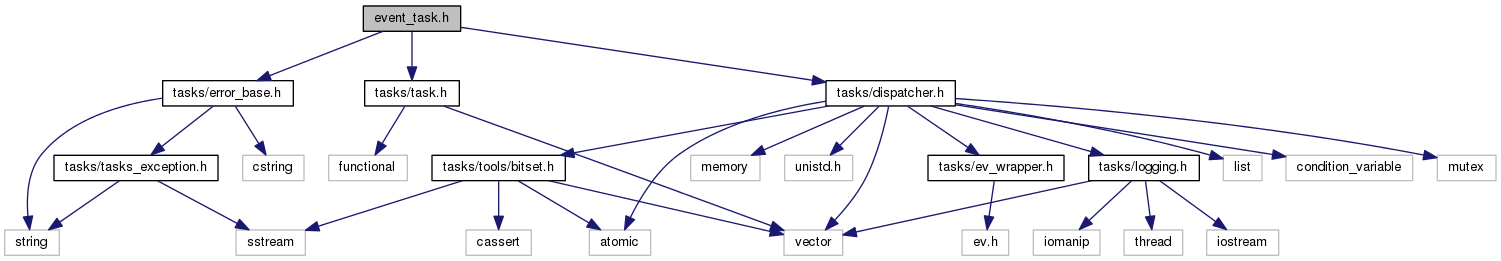 event_task.h
tasks/error_base.h
tasks/task.h
tasks/dispatcher.h
tasks/tasks_exception.h
cstring
functional
tasks/tools/bitset.h
memory
unistd.h
tasks/ev_wrapper.h
tasks/logging.h
list
condition_variable
mutex
string
sstream
cassert
atomic
vector
ev.h
iomanip
thread
iostream